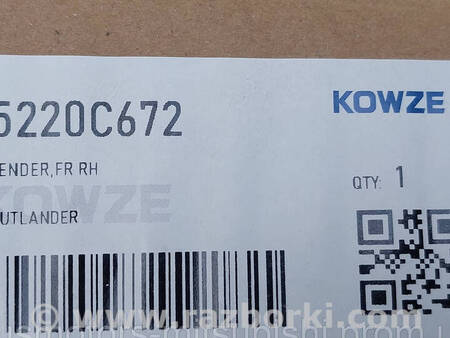 5220C672
KOWZE
ENDER,FR RH
QTY: 1
KOWZE
UTLANDER
www.razborki.com